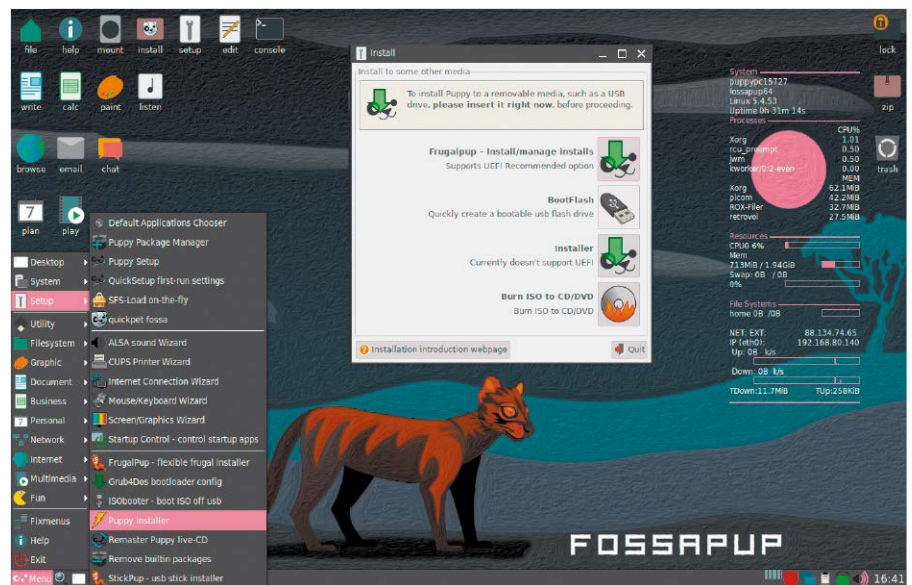 file
help
mount
install
setup
edit
console
lock
write
calc
paint
listen
zip
browse
email
chat
trash
7
plan
play
Install
Install to some other media
To install Puppy to a removable media, such as a USB
drive, please insert it right now, before proceeding.
Frugalpup - Install/manage installs
Supports UEFI Recommended option
BootFlash
Quickly create a bootable usb flash drive
Installer
Currently doesn't support UEFI
Burn ISO to CD/DVD
Burn ISO to CD/DVD
Installation introduction webpage
Quit
System
puppypc15727
fossapup64
Linux 5.4.53
Uptime 0h 31m 14s
Processes
CPU%
Xorg 1.01
rcu_preempt 0.50
jwm 0.50
kworker/0:2-even 0.00
MEM
Xorg 62.1MiB
picom 42.2MiB
ROX-Filer 32.7MiB
retrovol 27.5MiB
Resources
CPU0 6%
Mem
713MiB / 1.94GiB
Swap: 0B / 0B
0%
File Systems
home 0B /0B
NET: EXT: 88.134.74.65
IP (eth0): 192.168.80.140
Up: 0B k/s
Down: 0B k/s
TDown:11.7MiB TUp:258KiB
Desktop
System
Setup
Utility
Filesystem
Graphic
Document
Business
Personal
Network
Internet
Multimedia
Fun
Fixmenus
Help
Exit
Menu
Default Applications Chooser
Puppy Package Manager
Puppy Setup
QuickSetup first-run settings
SFS-Load on-the-fly
quickpet fossa
ALSA sound Wizard
CUPS Printer Wizard
Internet Connection Wizard
Mouse/Keyboard Wizard
Screen/Graphics Wizard
Startup Control - control startup apps
FrugalPup - flexible frugal installer
Grub4Dos bootloader config
ISObooter - boot ISO off usb
Puppy installer
Remaster Puppy live-CD
Remove builtin packages
StickPup - usb stick installer
FOSSAPUP
16:41